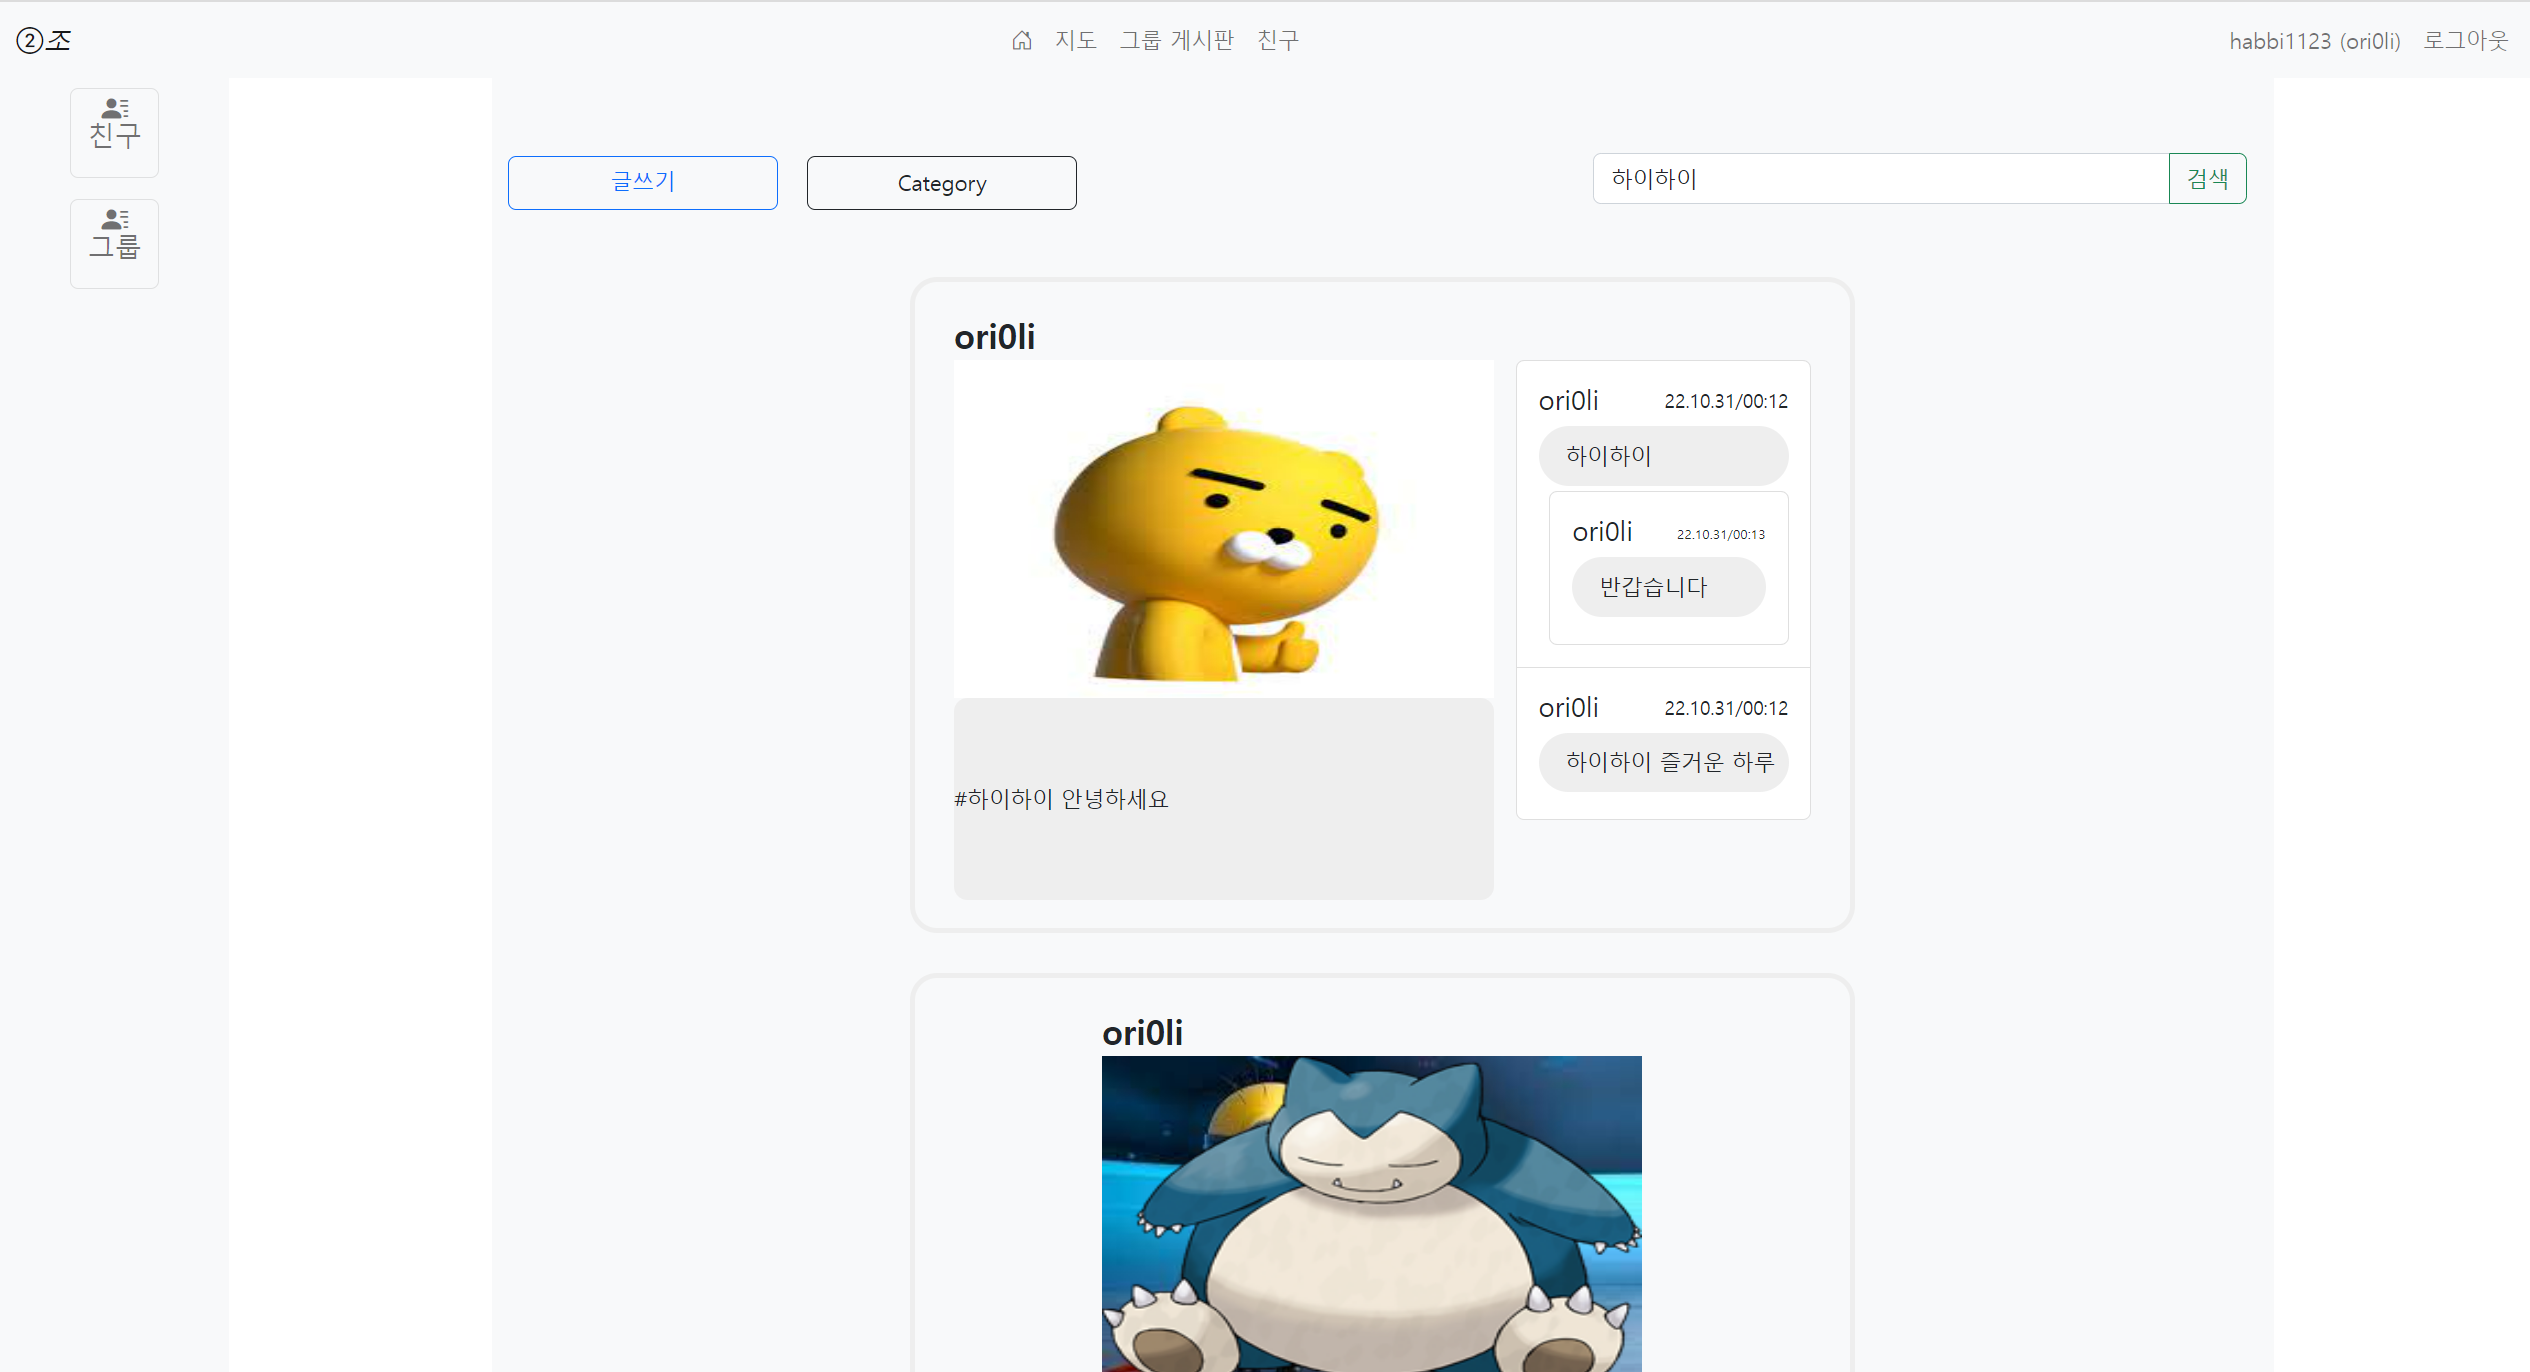 ②조
지도 그룹 게시판 친구
habbi1123 (ori0li) 로그아웃
친구
그룹
글쓰기
Category
하이하이
검색
ori0li
ori0li 22.10.31/00:12
하이하이
ori0li 22.10.31/00:13
반갑습니다
ori0li 22.10.31/00:12
하이하이 즐거운 하루
#하이하이 안녕하세요
ori0li